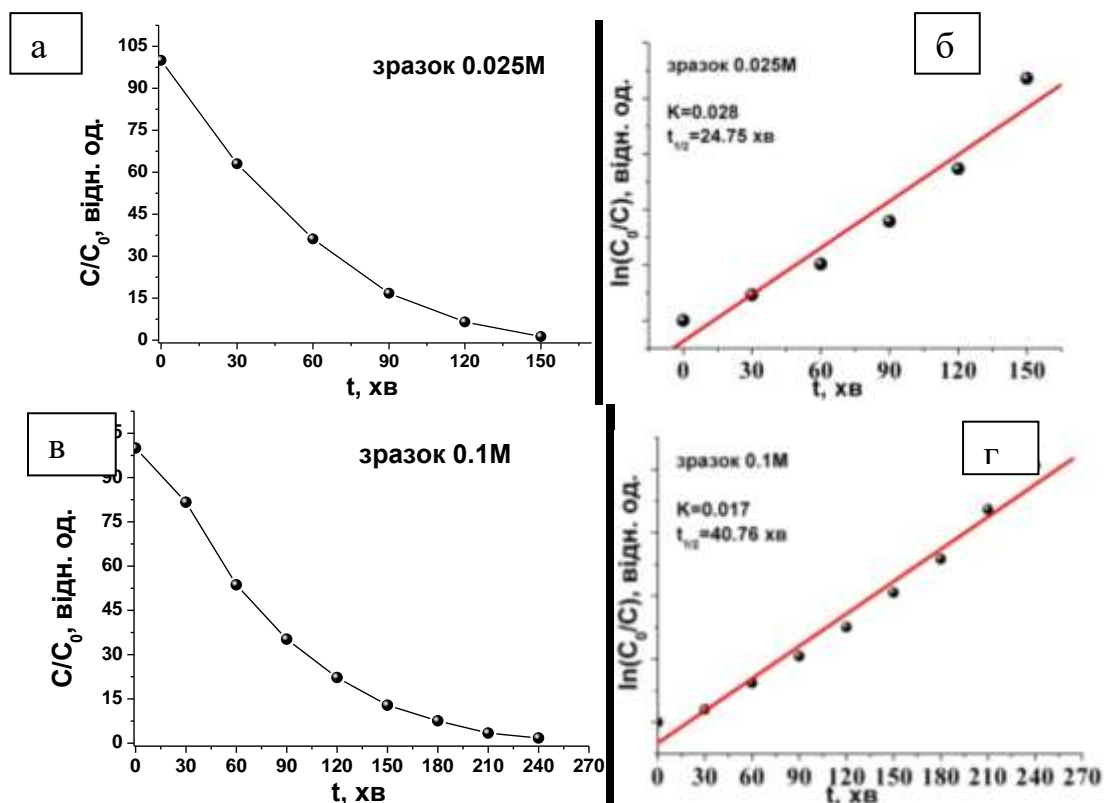 а
зразок 0.025М
C/C₀, відн. од.
105
90
75
60
45
30
15
0
0 30 60 90 120 150
t, хв
б
зразок 0.025М
K=0.028
t₁/₂=24.75 хв
ln(C₀/C), відн. од.
0 30 60 90 120 150
t, хв
в
зразок 0.1М
C/C₀, відн. од.
90
75
60
45
30
15
0
0 30 60 90 120 150 180 210 240 270
t, хв
г
зразок 0.1М
K=0.017
t₁/₂=40.76 хв
ln(C₀/C), відн. од.
0 30 60 90 120 150 180 210 240 270
t, хв